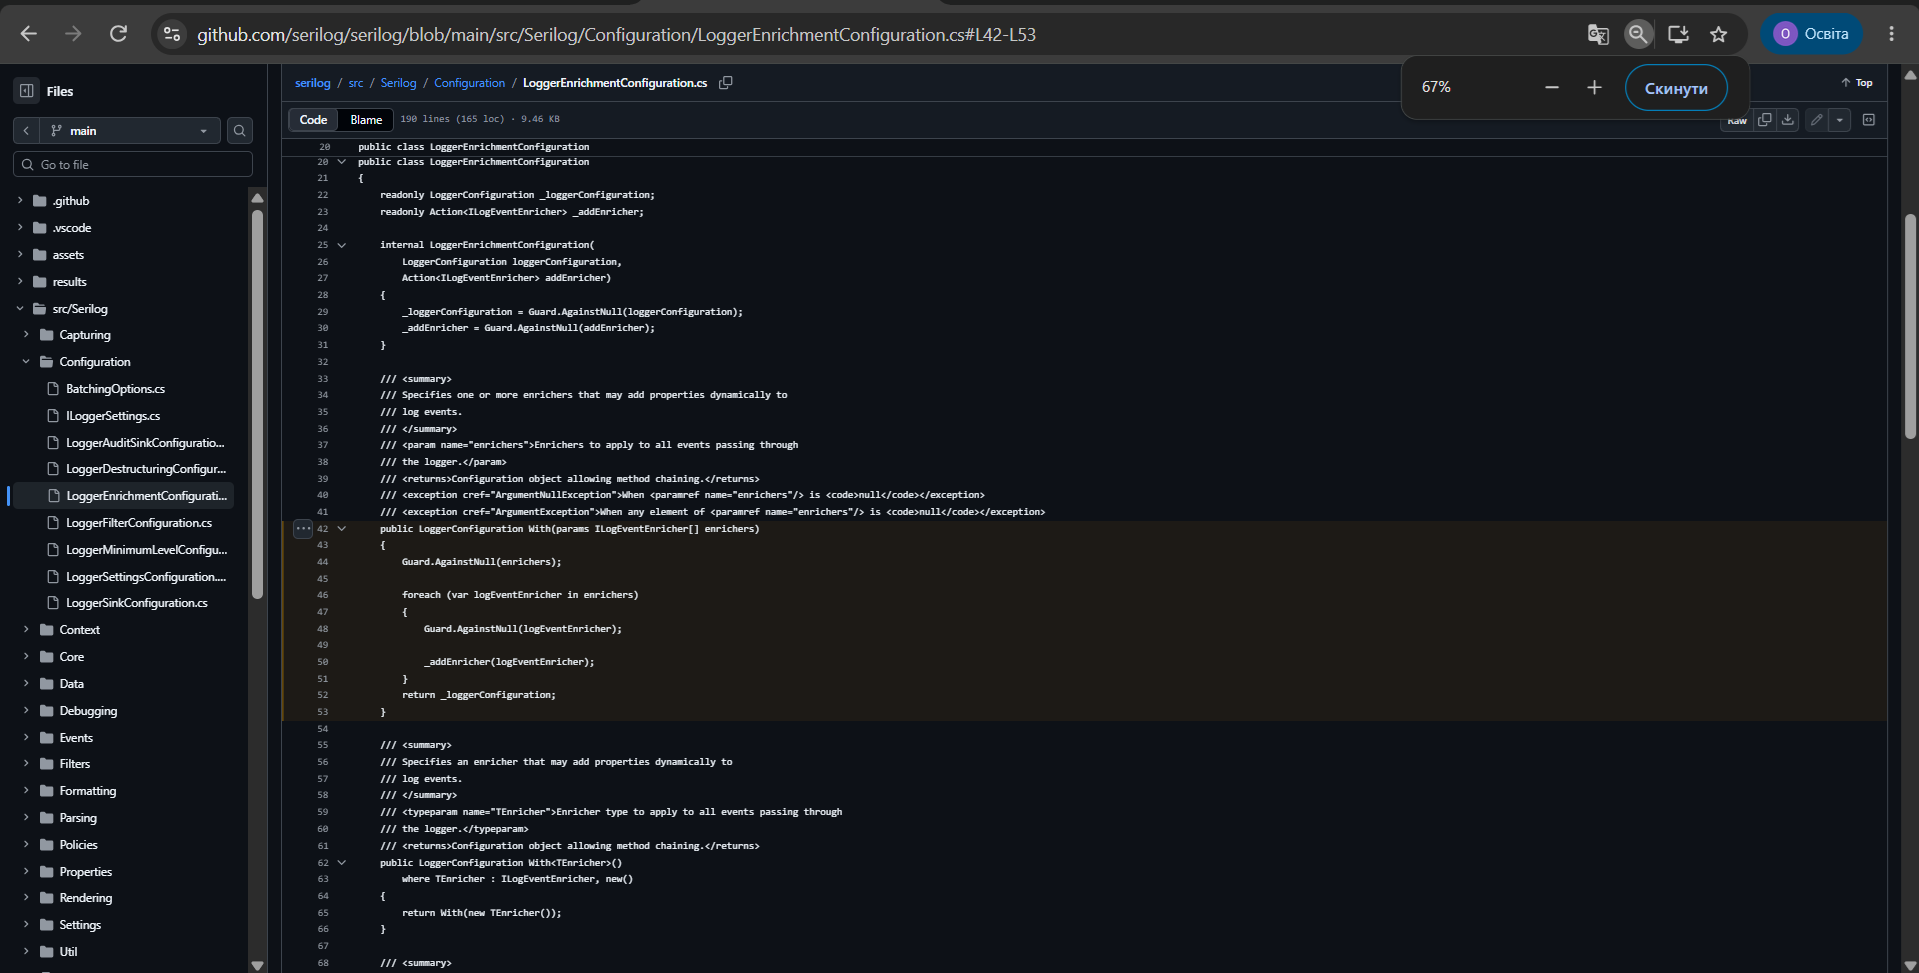 github.com/serilog/serilog/blob/main/src/Serilog/Configuration/LoggerEnrichmentConfiguration.cs#L42-L53
О Освіта
67%
Скинути
Files
main
Go to file
.github
.vscode
assets
results
src/Serilog
Capturing
Configuration
BatchingOptions.cs
ILoggerSettings.cs
LoggerAuditSinkConfiguratio...
LoggerDestructuringConfigur...
LoggerEnrichmentConfigurati...
LoggerFilterConfiguration.cs
LoggerMinimumLevelConfigu...
LoggerSettingsConfiguration....
LoggerSinkConfiguration.cs
Context
Core
Data
Debugging
Events
Filters
Formatting
Parsing
Policies
Properties
Rendering
Settings
Util
serilog / src / Serilog / Configuration / LoggerEnrichmentConfiguration.cs
Top
Code Blame 190 lines (165 loc) · 9.46 KB
Raw
20 public class LoggerEnrichmentConfiguration
20 public class LoggerEnrichmentConfiguration
21 {
22 readonly LoggerConfiguration _loggerConfiguration;
23 readonly Action<ILogEventEnricher> _addEnricher;
24
25 internal LoggerEnrichmentConfiguration(
26 LoggerConfiguration loggerConfiguration,
27 Action<ILogEventEnricher> addEnricher)
28 {
29 _loggerConfiguration = Guard.AgainstNull(loggerConfiguration);
30 _addEnricher = Guard.AgainstNull(addEnricher);
31 }
32
33 /// <summary>
34 /// Specifies one or more enrichers that may add properties dynamically to
35 /// log events.
36 /// </summary>
37 /// <param name="enrichers">Enrichers to apply to all events passing through
38 /// the logger.</param>
39 /// <returns>Configuration object allowing method chaining.</returns>
40 /// <exception cref="ArgumentNullException">When <paramref name="enrichers"/> is <code>null</code></exception>
41 /// <exception cref="ArgumentException">When any element of <paramref name="enrichers"/> is <code>null</code></exception>
42 public LoggerConfiguration With(params ILogEventEnricher[] enrichers)
43 {
44 Guard.AgainstNull(enrichers);
45
46 foreach (var logEventEnricher in enrichers)
47 {
48 Guard.AgainstNull(logEventEnricher);
49
50 _addEnricher(logEventEnricher);
51 }
52 return _loggerConfiguration;
53 }
54
55 /// <summary>
56 /// Specifies an enricher that may add properties dynamically to
57 /// log events.
58 /// </summary>
59 /// <typeparam name="TEnricher">Enricher type to apply to all events passing through
60 /// the logger.</typeparam>
61 /// <returns>Configuration object allowing method chaining.</returns>
62 public LoggerConfiguration With<TEnricher>()
63 where TEnricher : ILogEventEnricher, new()
64 {
65 return With(new TEnricher());
66 }
67
68 /// <summary>